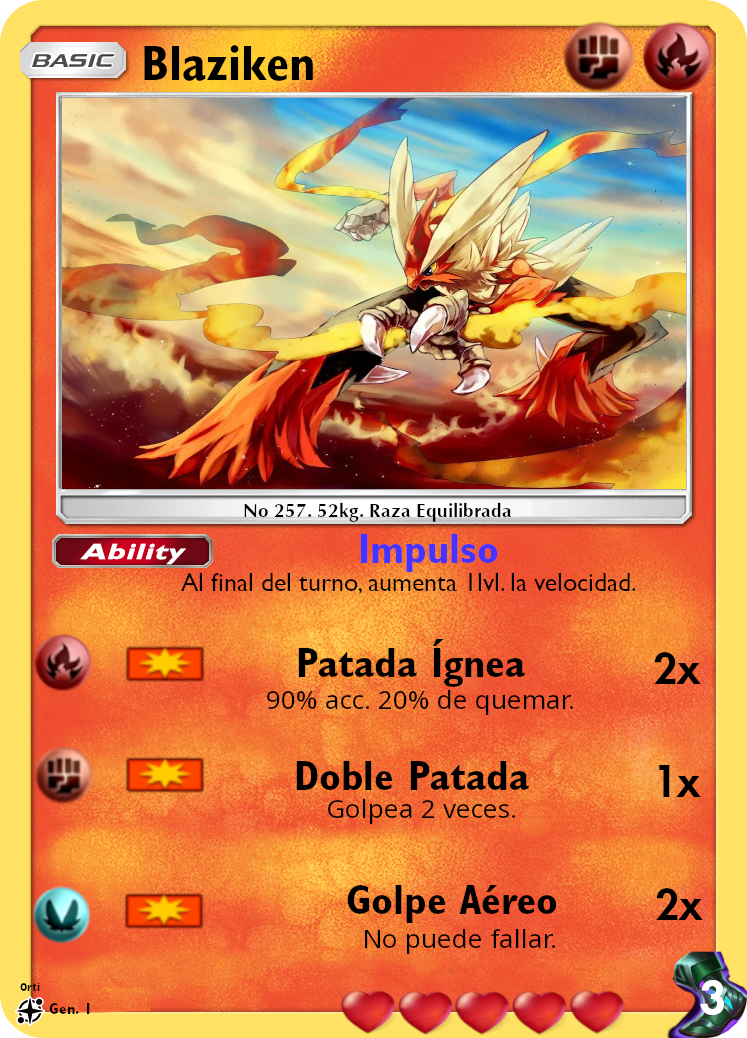 BASIC Blaziken
No 257. 52kg. Raza Equilibrada
Ability Impulso
Al final del turno, aumenta 1lvl. la velocidad.
Patada Ígnea 2x
90% acc. 20% de quemar.
Doble Patada 1x
Golpea 2 veces.
Golpe Aéreo 2x
No puede fallar.
Orti
Gen. 1
3